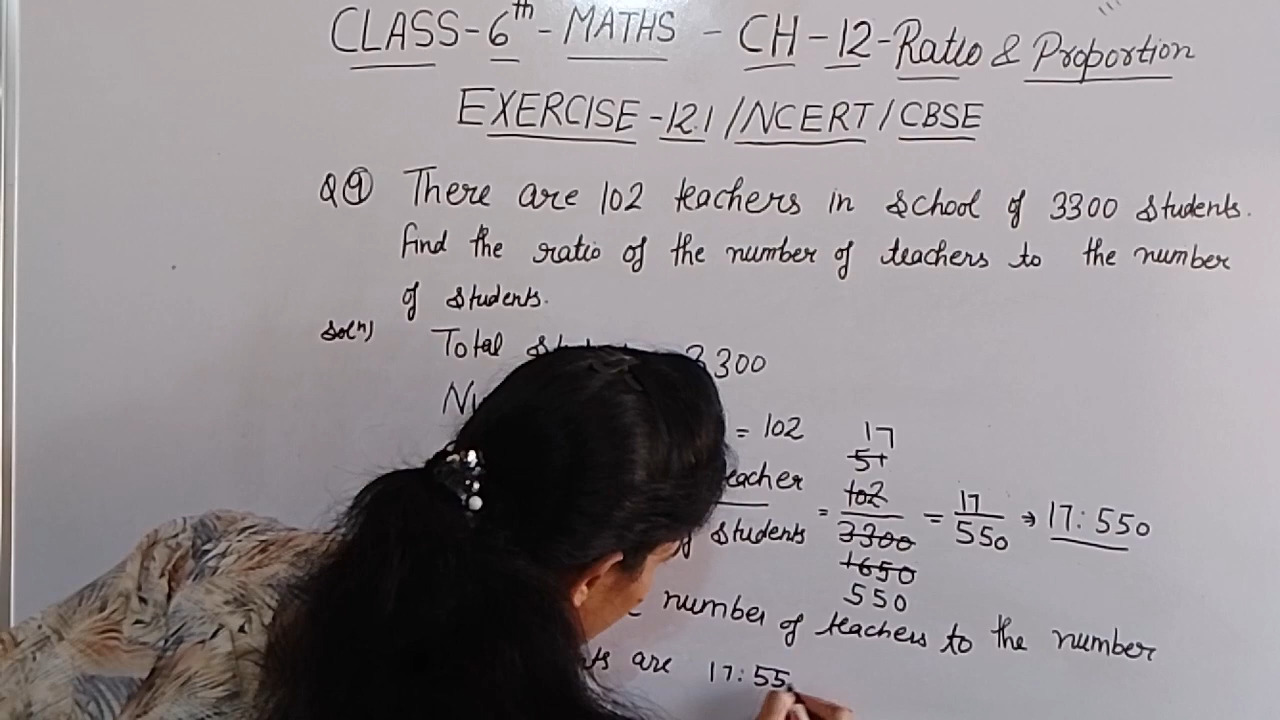 CLASS-6th-MATHS - CH-12-Ratio & Proportion
EXERCISE-12.1/NCERT/CBSE
Q9 There are 102 teachers in school of 3300 students.
Find the ratio of the number of teachers to the number
of students.
Soln) Total 3300
= 102
17
51
102
= 3300 = 17/550 → 17:550
students
1650
550
number of teachers to the number
are 17:55